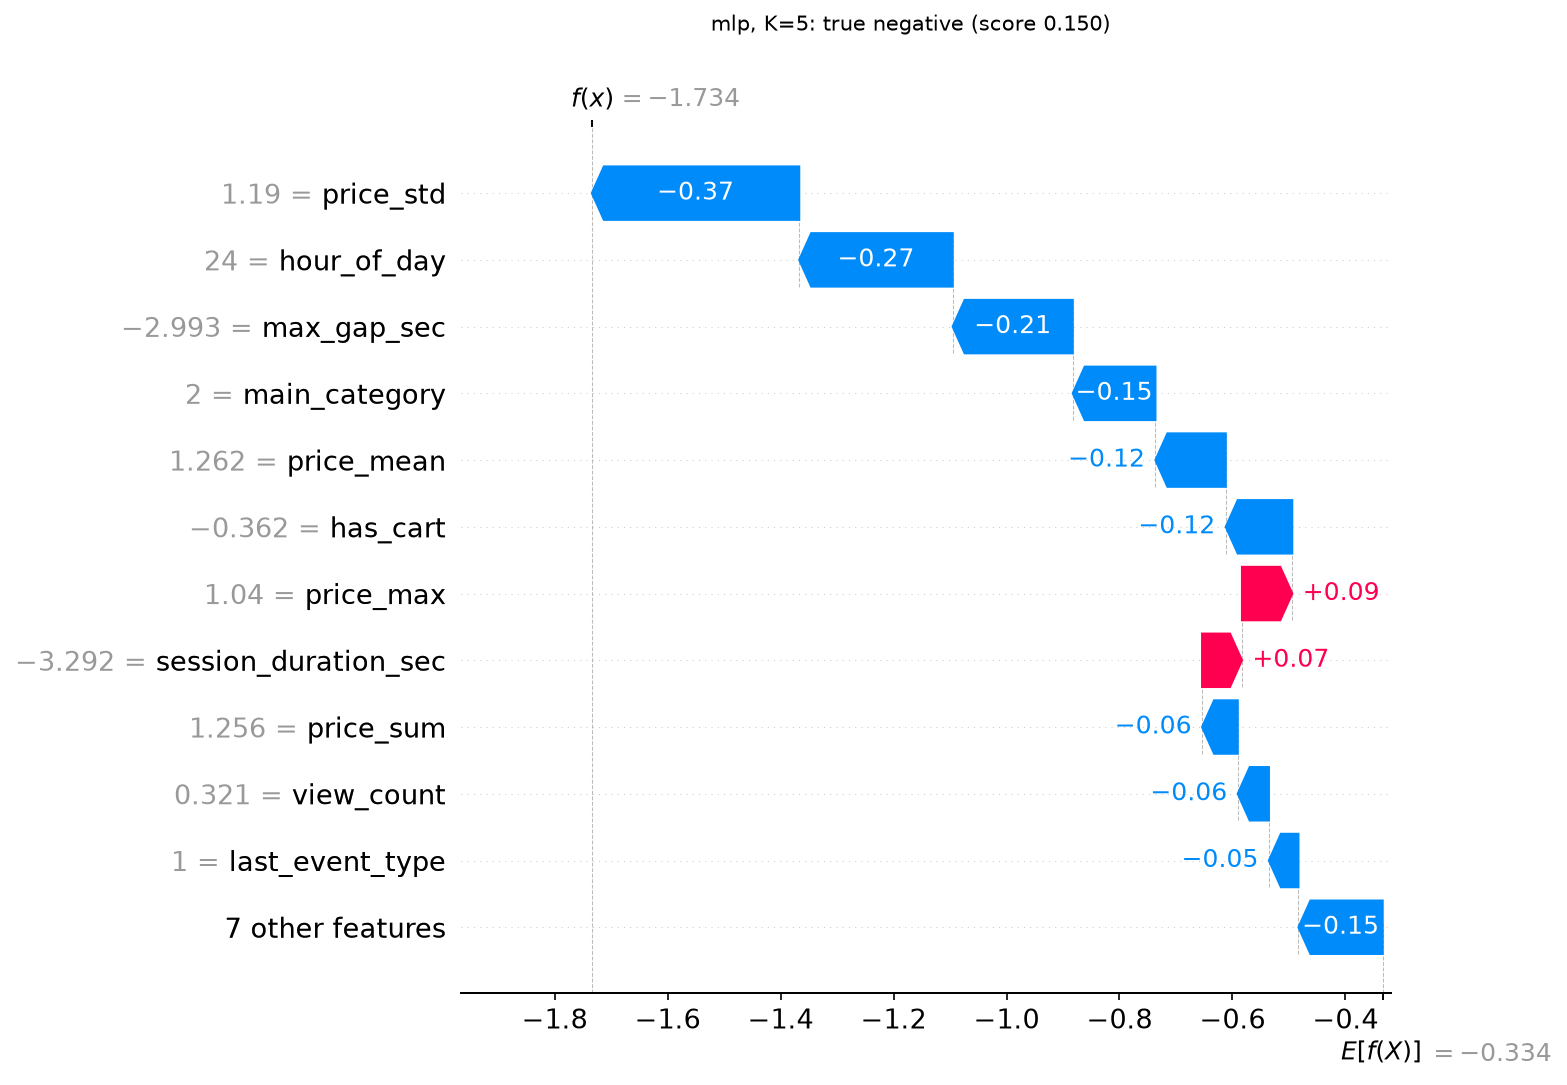 mlp, K=5: true negative (score 0.150)
f(x) = −1.734
1.19 = price_std −0.37
24 = hour_of_day −0.27
−2.993 = max_gap_sec −0.21
2 = main_category −0.15
1.262 = price_mean −0.12
−0.362 = has_cart −0.12
1.04 = price_max +0.09
−3.292 = session_duration_sec +0.07
1.256 = price_sum −0.06
0.321 = view_count −0.06
1 = last_event_type −0.05
7 other features −0.15
−1.8 −1.6 −1.4 −1.2 −1.0 −0.8 −0.6 −0.4
E[f(X)] = −0.334